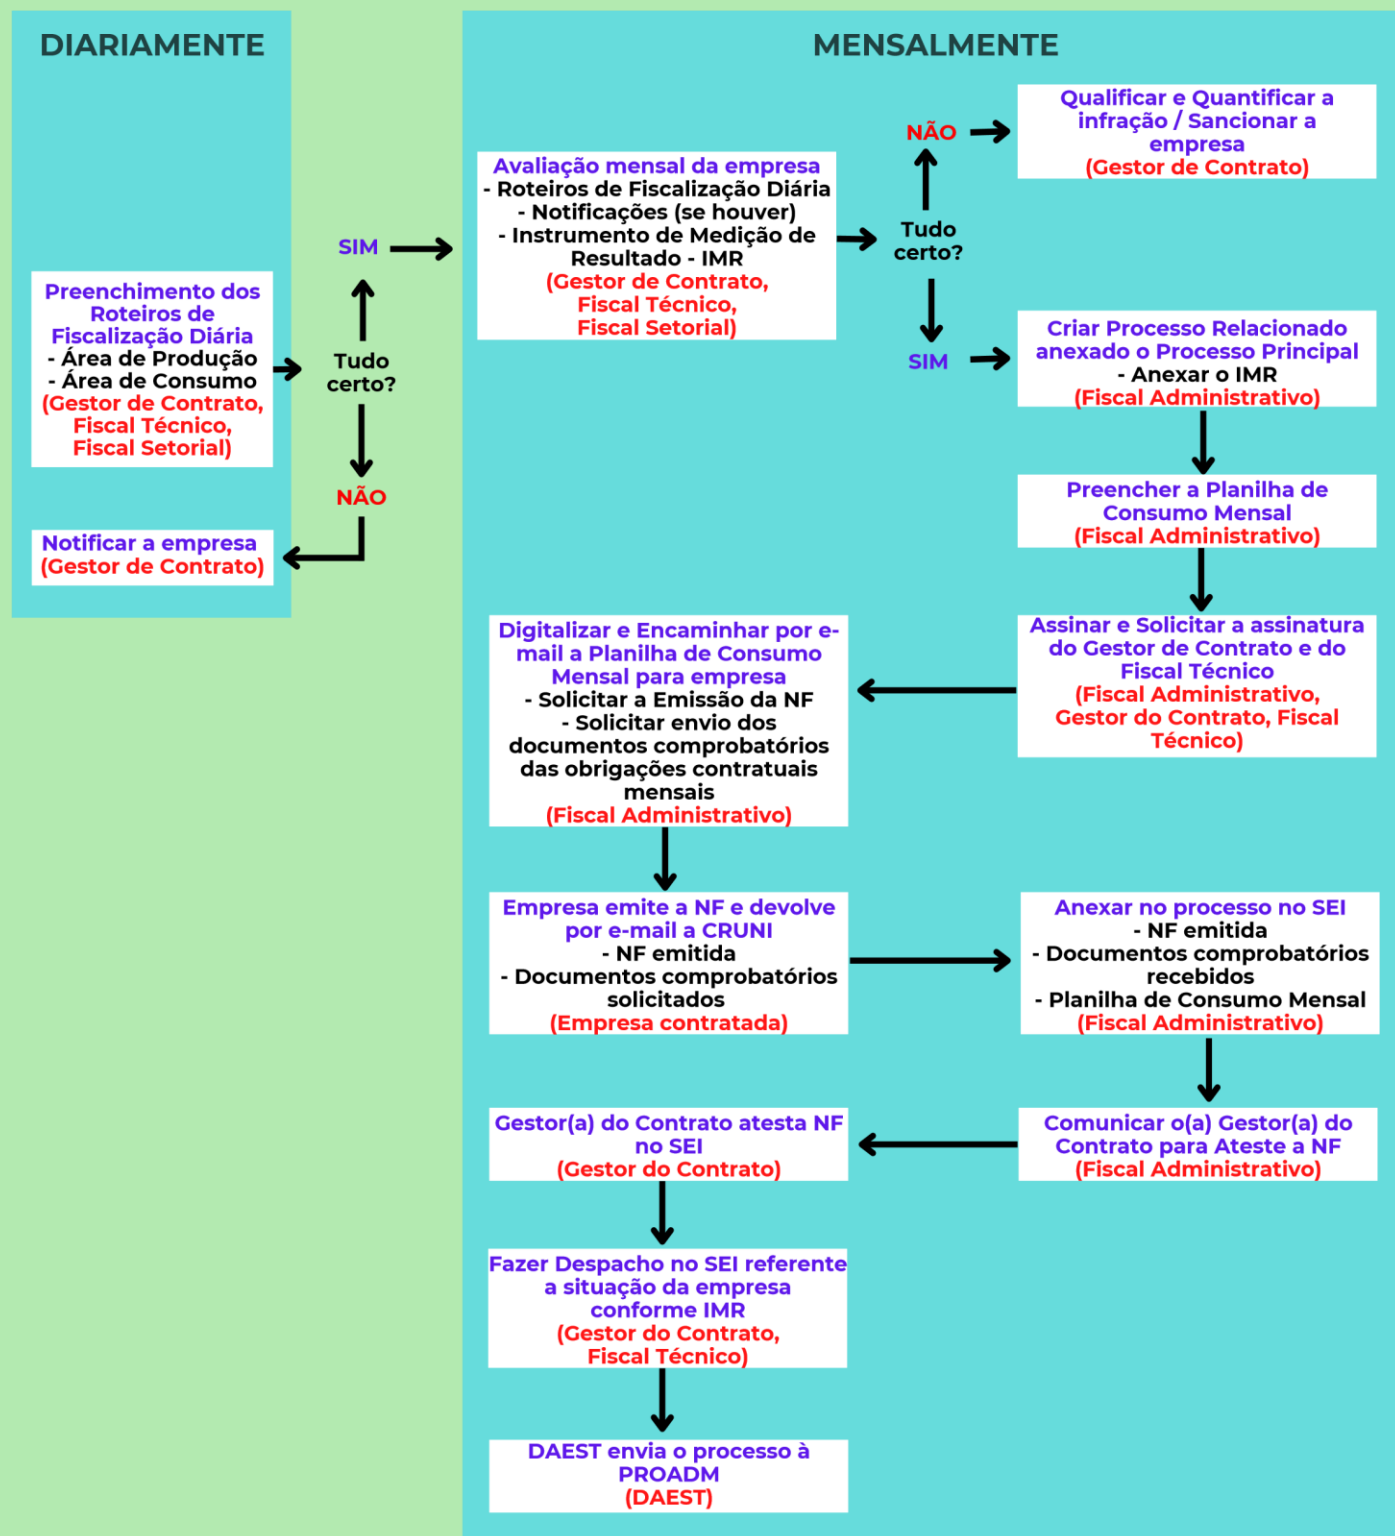 DIARIAMENTE
Preenchimento dos
Roteiros de
Fiscalização Diária
- Área de Produção
- Área de Consumo
(Gestor de Contrato,
Fiscal Técnico,
Fiscal Setorial)
Tudo
certo?
SIM
NÃO
Notificar a empresa
(Gestor de Contrato)
MENSALMENTE
Avaliação mensal da empresa
- Roteiros de Fiscalização Diária
- Notificações (se houver)
- Instrumento de Medição de
Resultado - IMR
(Gestor de Contrato,
Fiscal Técnico,
Fiscal Setorial)
Tudo
certo?
NÃO
Qualificar e Quantificar a
infração / Sancionar a
empresa
(Gestor de Contrato)
SIM
Criar Processo Relacionado
anexado o Processo Principal
- Anexar o IMR
(Fiscal Administrativo)
Preencher a Planilha de
Consumo Mensal
(Fiscal Administrativo)
Assinar e Solicitar a assinatura
do Gestor de Contrato e do
Fiscal Técnico
(Fiscal Administrativo,
Gestor do Contrato, Fiscal
Técnico)
Digitalizar e Encaminhar por e-
mail a Planilha de Consumo
Mensal para empresa
- Solicitar a Emissão da NF
- Solicitar envio dos
documentos comprobatórios
das obrigações contratuais
mensais
(Fiscal Administrativo)
Empresa emite a NF e devolve
por e-mail a CRUNI
- NF emitida
- Documentos comprobatórios
solicitados
(Empresa contratada)
Anexar no processo no SEI
- NF emitida
- Documentos comprobatórios
recebidos
- Planilha de Consumo Mensal
(Fiscal Administrativo)
Comunicar o(a) Gestor(a) do
Contrato para Ateste a NF
(Fiscal Administrativo)
Gestor(a) do Contrato atesta NF
no SEI
(Gestor do Contrato)
Fazer Despacho no SEI referente
a situação da empresa
conforme IMR
(Gestor do Contrato,
Fiscal Técnico)
DAEST envia o processo à
PROADM
(DAEST)